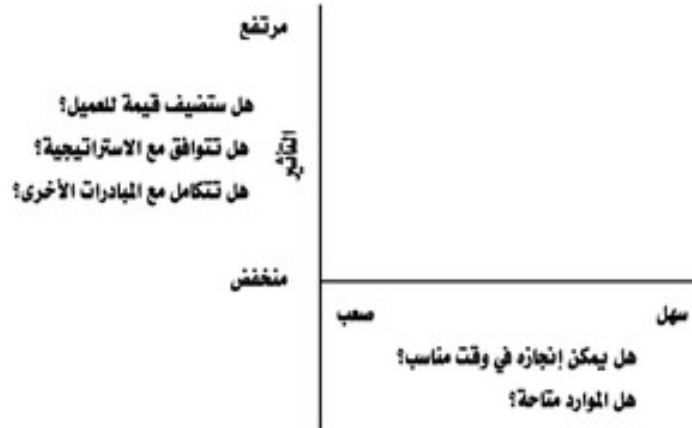 مرتفع
هل ستضيف قيمة للعميل؟
هل تتوافق مع الاستراتيجية؟
هل تتكامل مع المبادرات الأخرى؟
التأثير
منخفض
صعب
سهل
هل يمكن إنجازه في وقت مناسب؟
هل الموارد متاحة؟